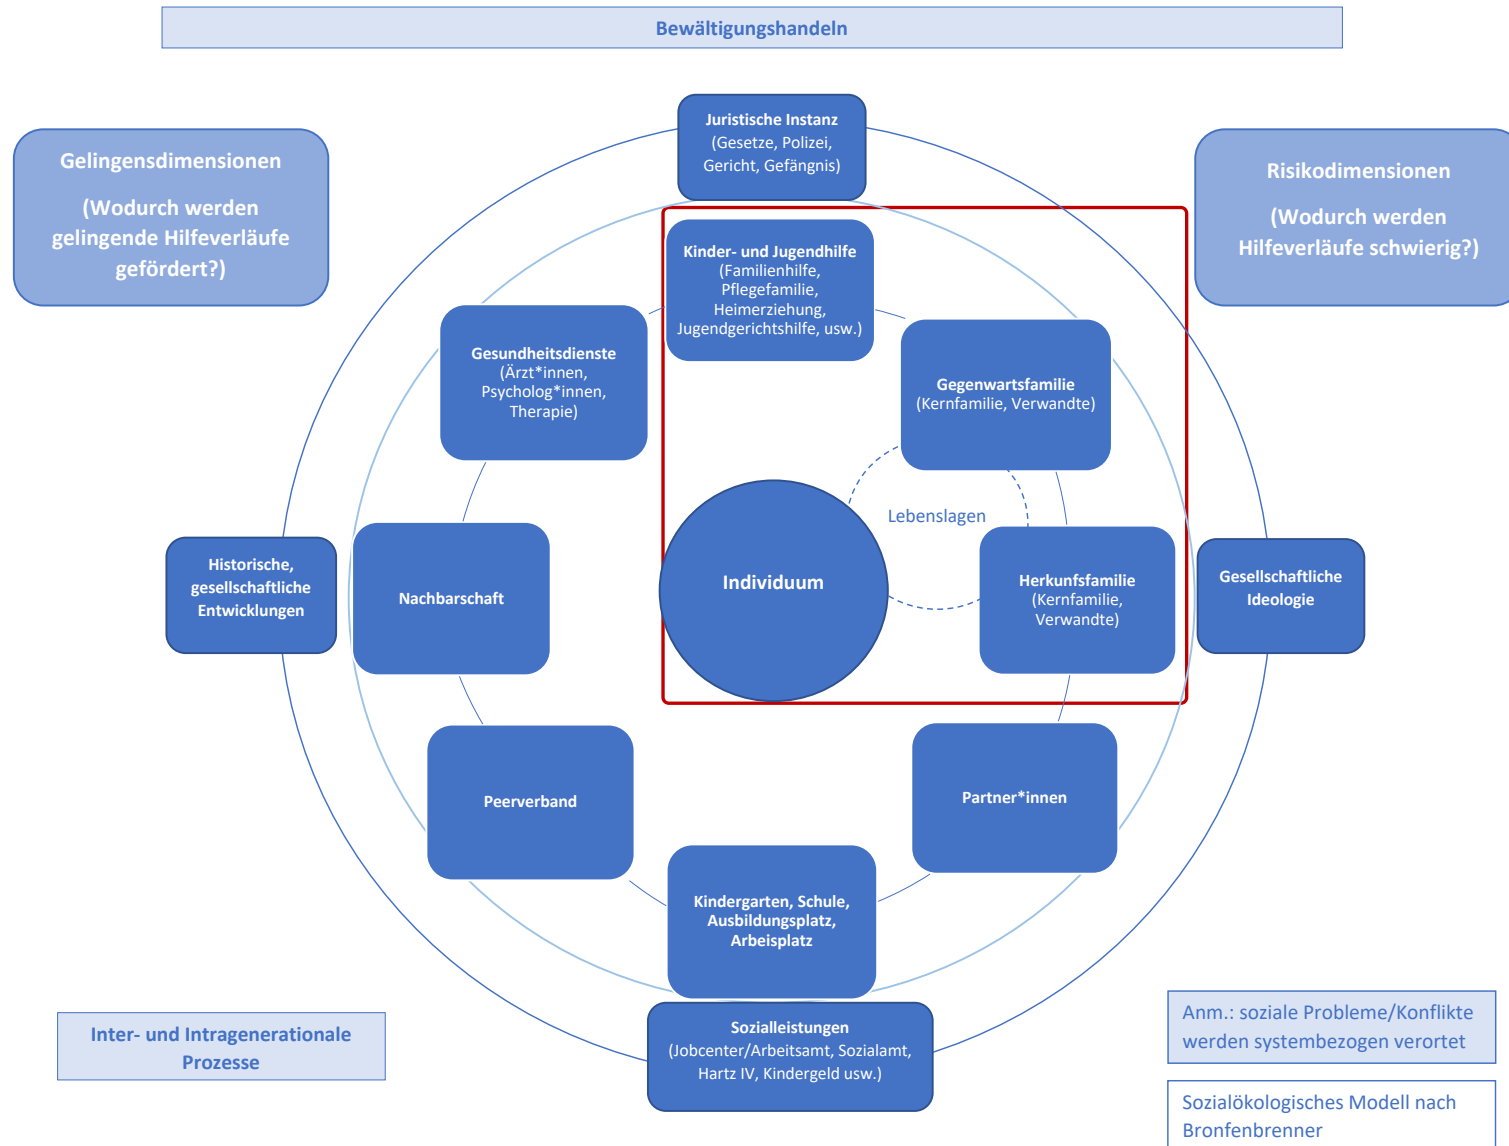 Bewältigungshandeln
Juristische Instanz
(Gesetze, Polizei,
Gericht, Gefängnis)
Gelingensdimensionen
(Wodurch werden
gelingende Hilfeverläufe
gefördert?)
Risikodimensionen
(Wodurch werden
Hilfeverläufe schwierig?)
Kinder- und Jugendhilfe
(Familienhilfe,
Pflegefamilie,
Heimerziehung,
Jugendgerichtshilfe, usw.)
Gesundheitsdienste
(Ärzt*innen,
Psycholog*innen,
Therapie)
Gegenwartsfamilie
(Kernfamilie, Verwandte)
Lebenslagen
Individuum
Historische,
gesellschaftliche
Entwicklungen
Nachbarschaft
Herkunfsfamilie
(Kernfamilie,
Verwandte)
Gesellschaftliche
Ideologie
Peerverband
Partner*innen
Kindergarten, Schule,
Ausbildungsplatz,
Arbeisplatz
Sozialleistungen
(Jobcenter/Arbeitsamt, Sozialamt,
Hartz IV, Kindergeld usw.)
Inter- und Intragenerationale
Prozesse
Anm.: soziale Probleme/Konflikte
werden systembezogen verortet
Sozialökologisches Modell nach
Bronfenbrenner